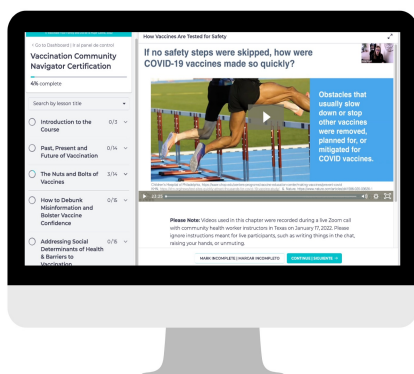 < Go to Dashboard | Ir al panel de control
Vaccination Community
Navigator Certification
4% complete
Search by lesson title
Introduction to the
Course
0/3
Past, Present and
Future of Vaccination
0/14
The Nuts and Bolts of
Vaccines
3/14
How to Debunk
Misinformation and
Bolster Vaccine
Confidence
0/6
Addressing Social
Determinants of Health
& Barriers to
Vaccination
0/6
How Vaccines Are Tested for Safety
If no safety steps were skipped, how were
COVID-19 vaccines made so quickly?
Obstacles that
usually slow
down or stop
other vaccines
were removed,
planned for, or
mitigated for
COVID vaccines.
Please Note: Videos used in this chapter were recorded during a live Zoom call
with community health worker instructors in Texas on January 17, 2022. Please
ignore instructions meant for live participants, such as writing things in the chat,
raising your hands, or unmuting.
MARK INCOMPLETE | MARCAR INCOMPLETO
CONTINUE | SIGUIENTE